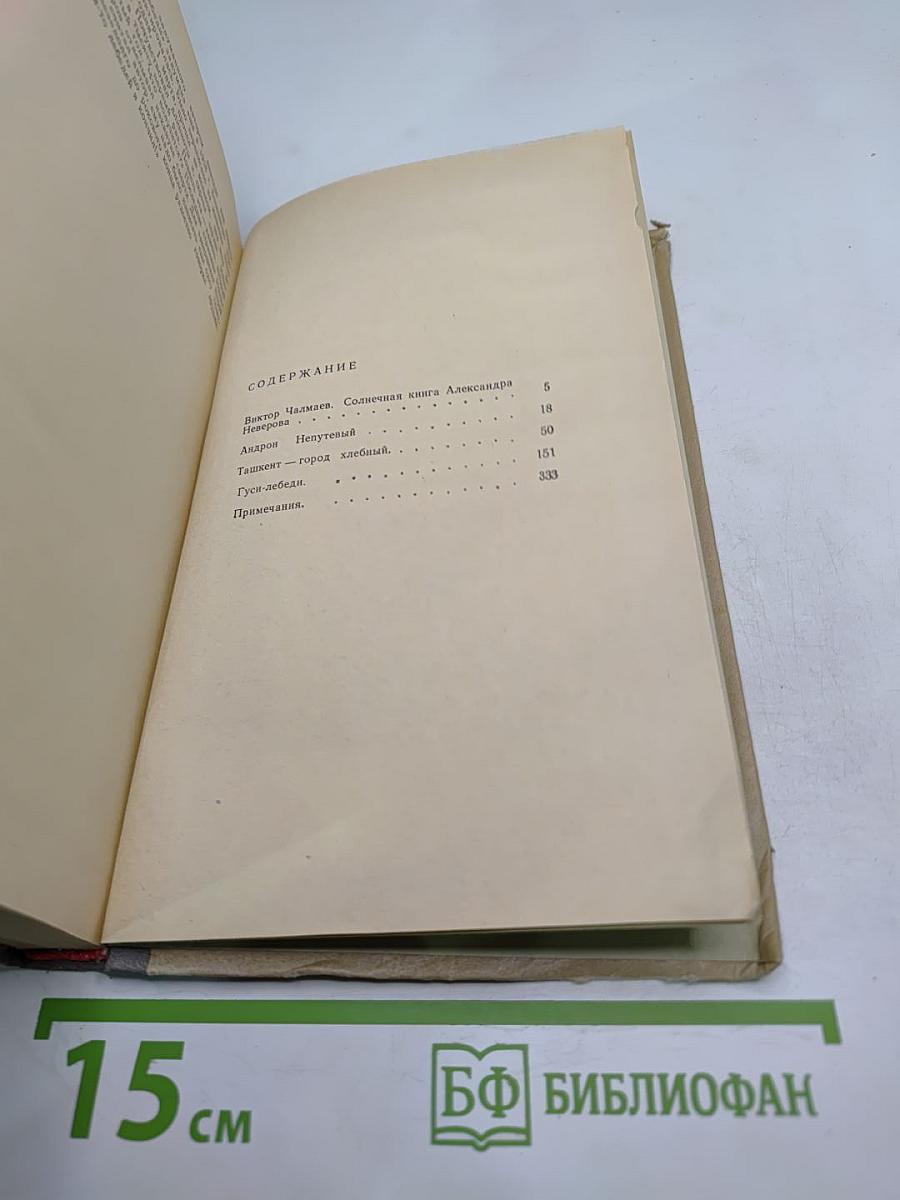 СОДЕРЖАНИЕ
Виктор Чалмаев. Солнечная книга Александра
Неверова . . . . . . . . . . . . . . 5
Андрон Непутевый . . . . . . . . . . 18
Ташкент — город хлебный. . . . . . . . . 50
Гуси-лебеди. . . . . . . . . . . . . 151
Примечания. . . . . . . . . . . . . 333
15 см
БФ БИБЛИОФАН